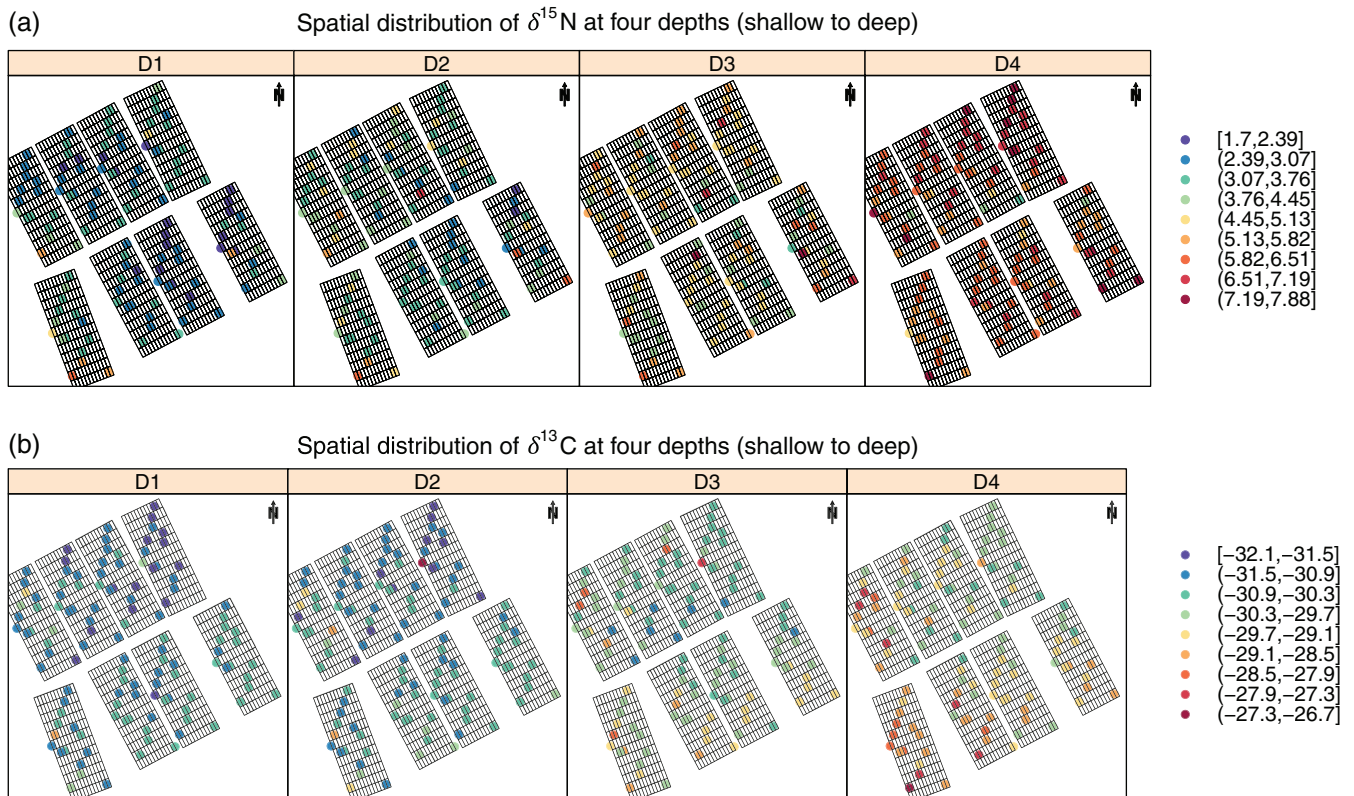 (a)
Spatial distribution of δ¹⁵N at four depths (shallow to deep)
D1 D2 D3 D4
N N N N
[1.7,2.39]
(2.39,3.07]
(3.07,3.76]
(3.76,4.45]
(4.45,5.13]
(5.13,5.82]
(5.82,6.51]
(6.51,7.19]
(7.19,7.88]
(b)
Spatial distribution of δ¹³C at four depths (shallow to deep)
D1 D2 D3 D4
N N N N
[−32.1,−31.5]
(−31.5,−30.9]
(−30.9,−30.3]
(−30.3,−29.7]
(−29.7,−29.1]
(−29.1,−28.5]
(−28.5,−27.9]
(−27.9,−27.3]
(−27.3,−26.7]